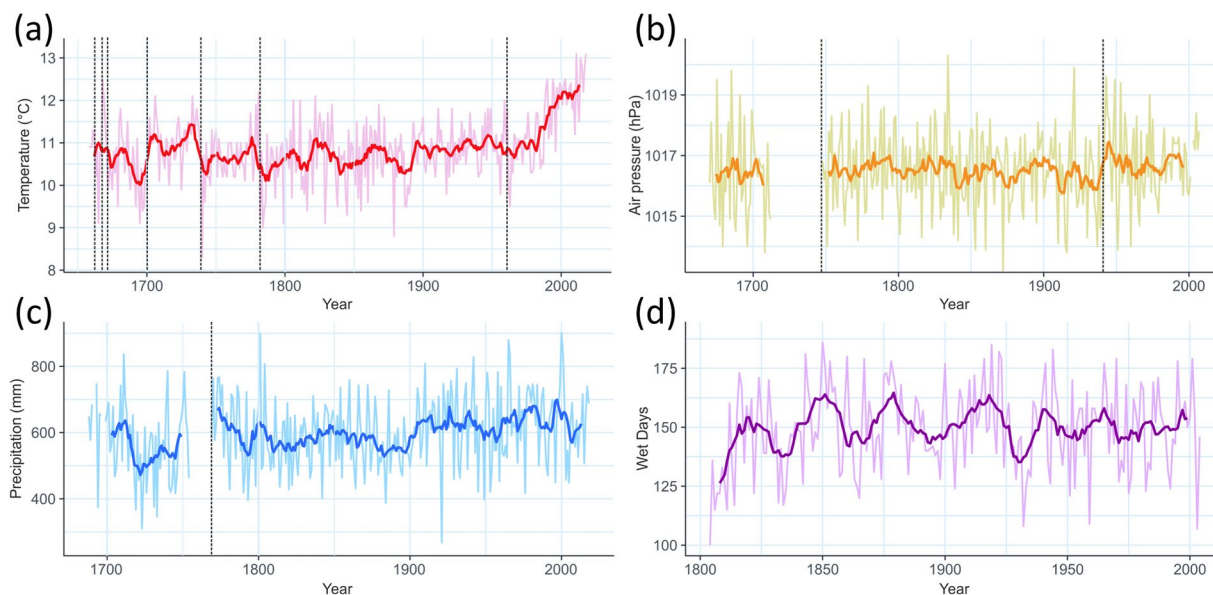 (a)
Temperature (°C)
13
12
11
10
9
8
1700
1800
1900
2000
Year
(b)
Air pressure (hPa)
1019
1017
1015
1700
1800
1900
2000
Year
(c)
Precipitation (mm)
800
600
400
1700
1800
1900
2000
Year
(d)
Wet Days
175
150
125
100
1800
1850
1900
1950
2000
Year